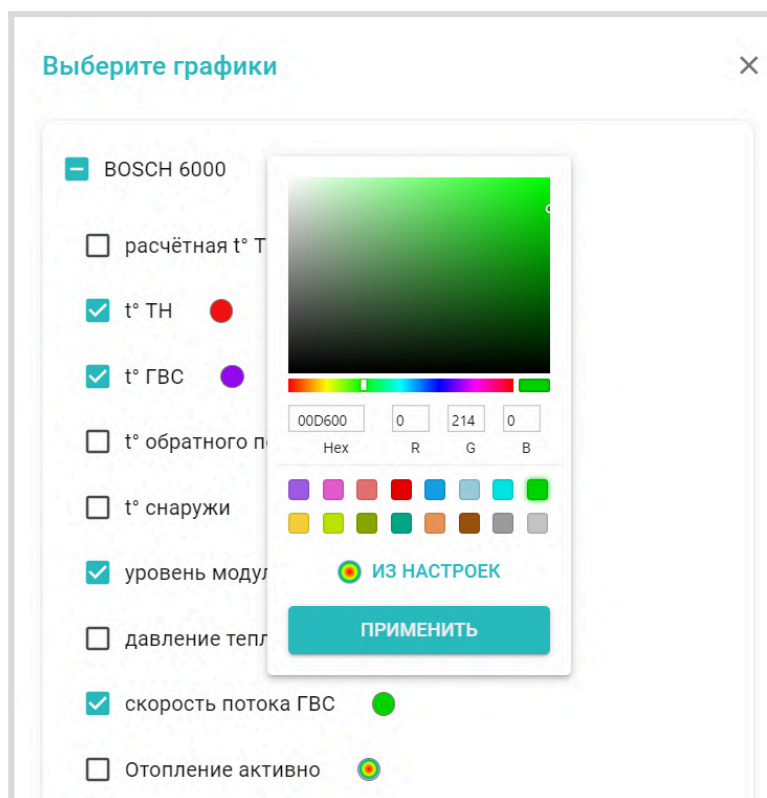 Выберите графики
BOSCH 6000
расчётная t° Т
t° ТН
t° ГВС
00D600 0 214 0
Hex R G B
t° обратного п
t° снаружи
уровень модул
ИЗ НАСТРОЕК
давление тепл
ПРИМЕНИТЬ
скорость потока ГВС
Отопление активно